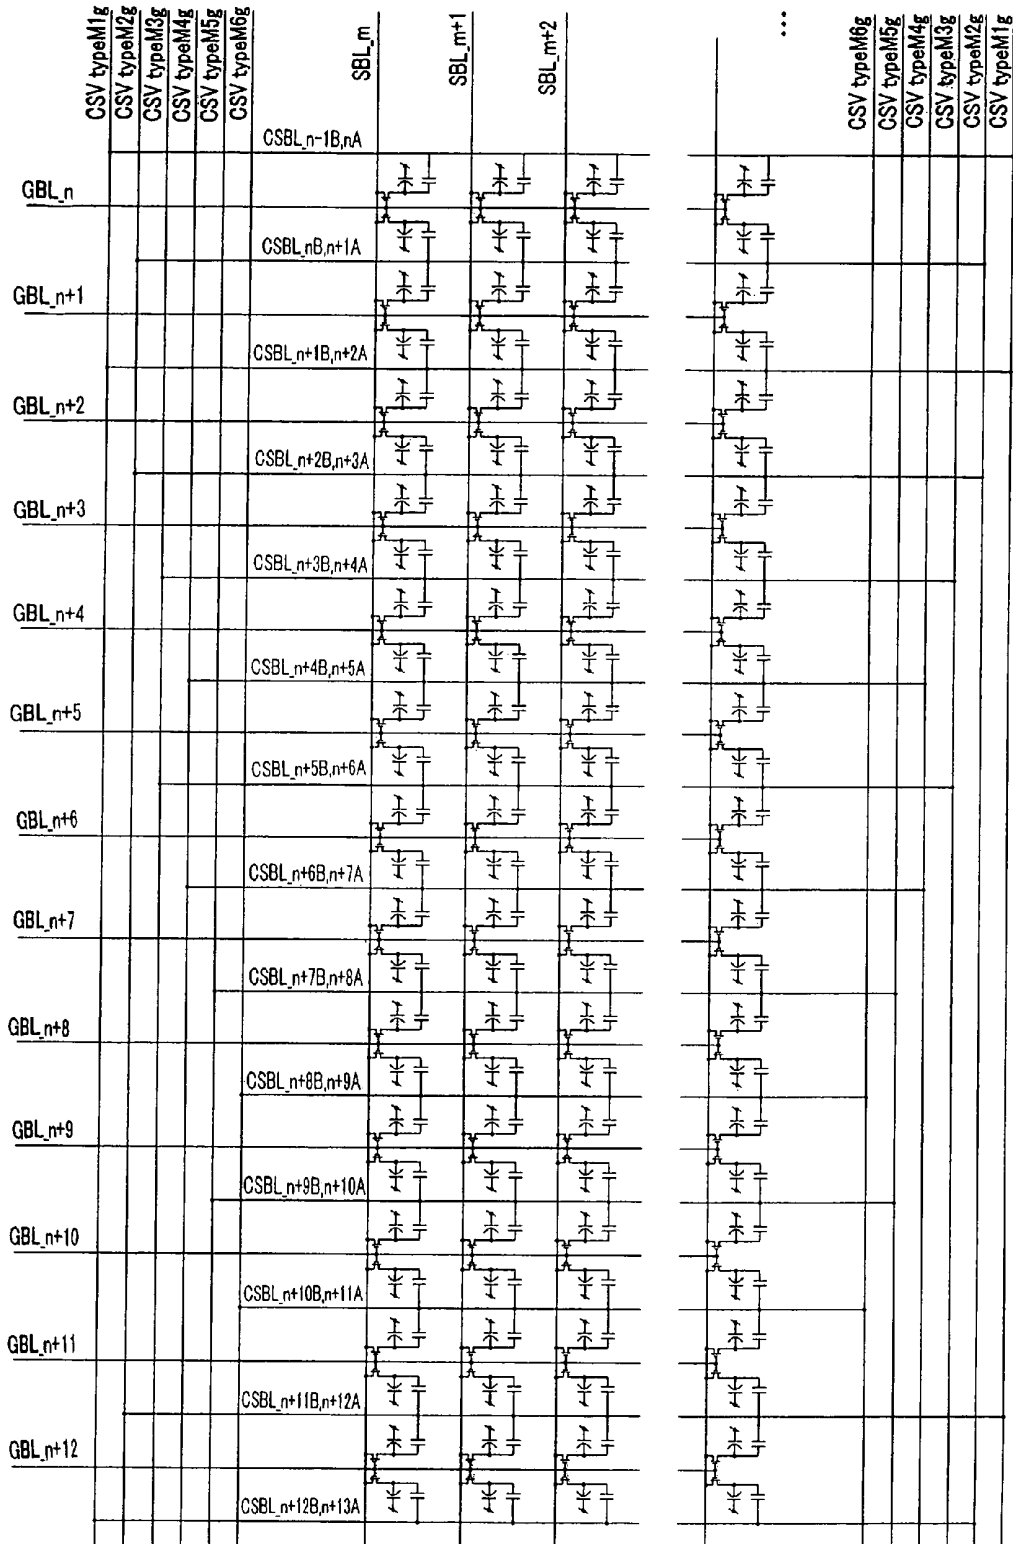 CSV typeM1g
CSV typeM2g
CSV typeM3g
CSV typeM4g
CSV typeM5g
CSV typeM6g
SBL_m
SBL_m+1
SBL_m+2
...
CSV typeM6g
CSV typeM5g
CSV typeM4g
CSV typeM3g
CSV typeM2g
CSV typeM1g
CSBL_n-1B,nA
GBL_n
CSBL_nB,n+1A
GBL_n+1
CSBL_n+1B,n+2A
GBL_n+2
CSBL_n+2B,n+3A
GBL_n+3
CSBL_n+3B,n+4A
GBL_n+4
CSBL_n+4B,n+5A
GBL_n+5
CSBL_n+5B,n+6A
GBL_n+6
CSBL_n+6B,n+7A
GBL_n+7
CSBL_n+7B,n+8A
GBL_n+8
CSBL_n+8B,n+9A
GBL_n+9
CSBL_n+9B,n+10A
GBL_n+10
CSBL_n+10B,n+11A
GBL_n+11
CSBL_n+11B,n+12A
GBL_n+12
CSBL_n+12B,n+13A